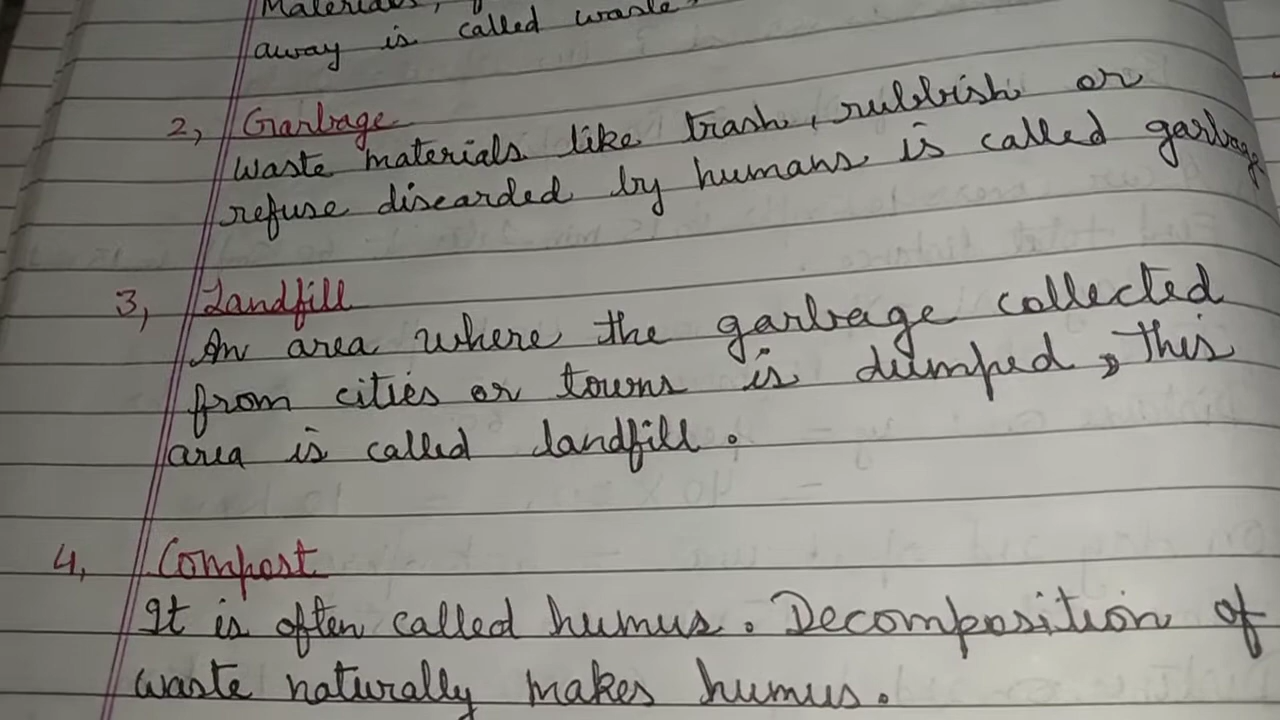 Materials,
away is called waste.
2, Garbage
Waste materials like trash, rubbish or
refuse discarded by humans is called garbage
3, Landfill
An area where the garbage collected
from cities or towns is dumped, This
area is called landfill.
4, Compost
It is often called humus. Decomposition of
waste naturally makes humus.